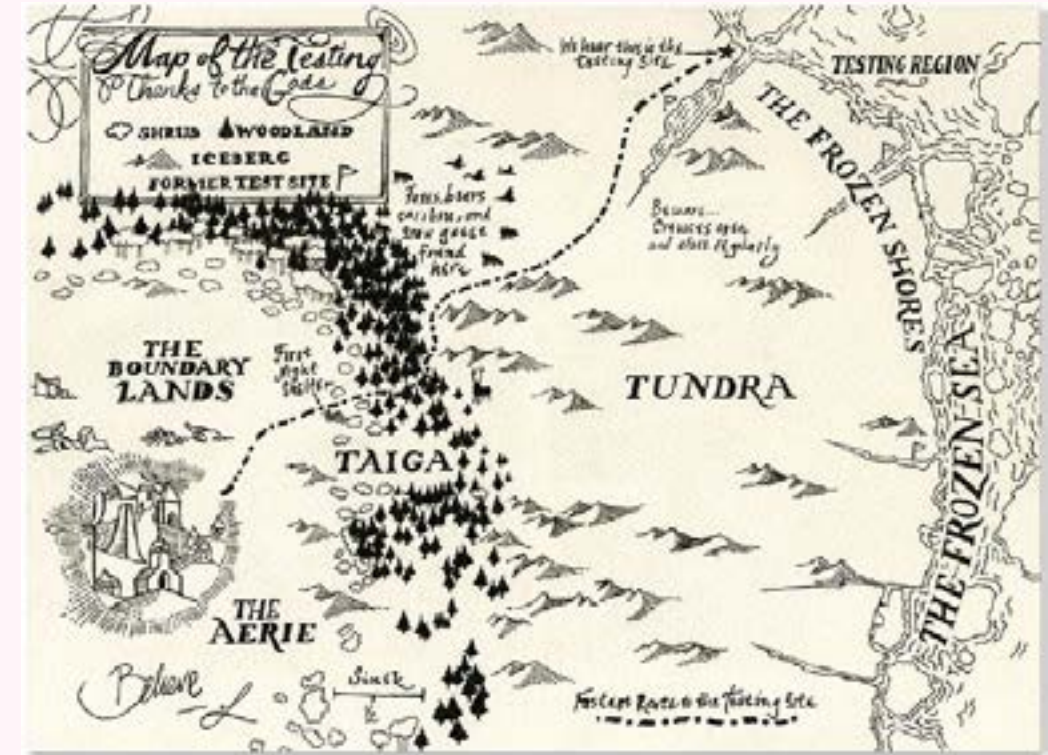 Map of the Testing
Thanks to the Gods
SHRUB WOODLAND
ICEBERG
FORMER TEST SITE
We hear this is the
testing site
TESTING REGION
THE FROZEN SHORES
caribou, and
snow geese
found
here
Beware...
Crevices open
and close regularly
THE
BOUNDARY
LANDS
First
night
shelter
TUNDRA
TAIGA
THE FROZEN SEA
THE
AERIE
Believe
Fastest Route to the Testing Site